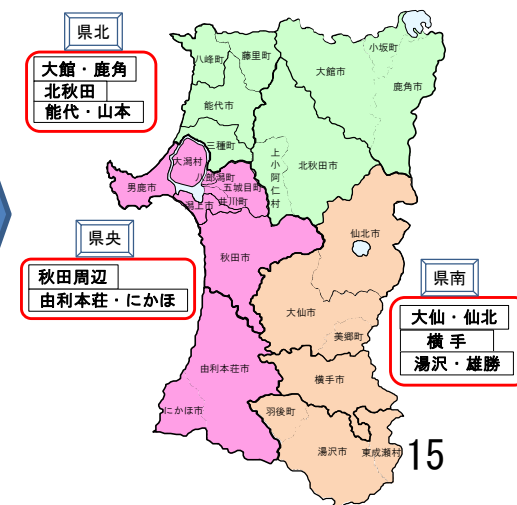 県北
大館・鹿角
北秋田
能代・山本
県央
秋田周辺
由利本荘・にかほ
県南
大仙・仙北
横手
湯沢・雄勝
小坂町
八峰町
藤里町
大館市
鹿角市
能代市
三種町
上小阿仁村
北秋田市
大潟村
八郎潟町
五城目町
井川町
潟上市
男鹿市
秋田市
仙北市
大仙市
美郷町
由利本荘市
横手市
にかほ市
羽後町
湯沢市
東成瀬村
15